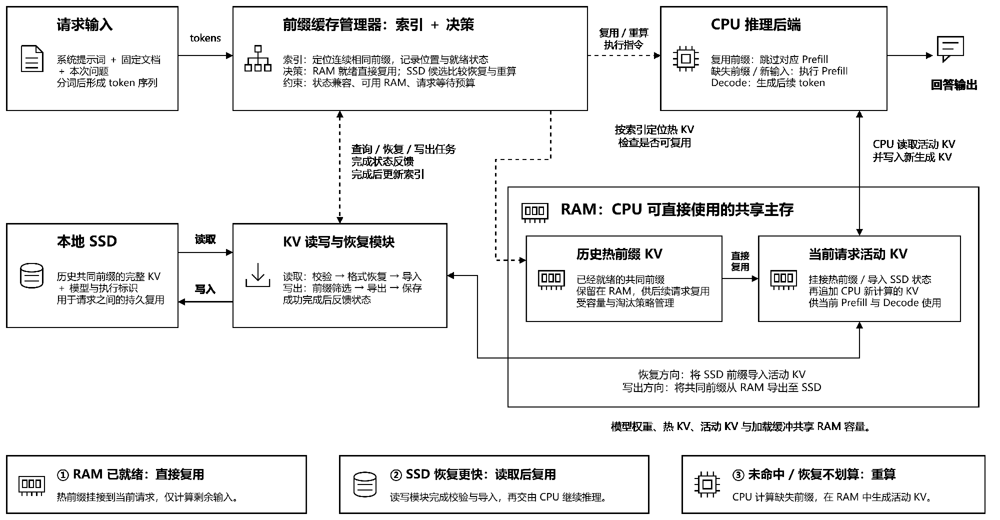 请求输入
系统提示词 + 固定文档
+ 本次问题
分词后形成 token 序列
tokens
前缀缓存管理器：索引 + 决策
索引：定位连续相同前缀，记录位置与就绪状态
决策：RAM 就绪直接复用；SSD 候选比较恢复与重算
约束：状态兼容、可用 RAM、请求等待预算
复用 / 重算
执行指令
CPU 推理后端
复用前缀：跳过对应 Prefill
缺失前缀 / 新输入：执行 Prefill
Decode：生成后续 token
回答输出
查询 / 恢复 / 写出任务
完成状态反馈
完成后更新索引
按索引定位热 KV
检查是否可复用
CPU 读取活动 KV
并写入新生成 KV
本地 SSD
历史共同前缀的完整 KV
+ 模型与执行标识
用于请求之间的持久复用
读取
写入
KV 读写与恢复模块
读取：校验 → 格式恢复 → 导入
写出：前缀筛选 → 导出 → 保存
成功完成后反馈状态
RAM：CPU 可直接使用的共享主存
历史热前缀 KV
已经就绪的共同前缀
保留在 RAM，供后续请求复用
受容量与淘汰策略管理
直接
复用
当前请求活动 KV
挂接热前缀 / 导入 SSD 状态
再追加 CPU 新计算的 KV
供当前 Prefill 与 Decode 使用
恢复方向：将 SSD 前缀导入活动 KV
写出方向：将共同前缀从 RAM 导出至 SSD
模型权重、热 KV、活动 KV 与加载缓冲共享 RAM 容量。
① RAM 已就绪：直接复用
热前缀挂接到当前请求，仅计算剩余输入。
② SSD 恢复更快：读取后复用
读写模块完成校验与导入，再交由 CPU 继续推理。
③ 未命中 / 恢复不划算：重算
CPU 计算缺失前缀，在 RAM 中生成活动 KV。